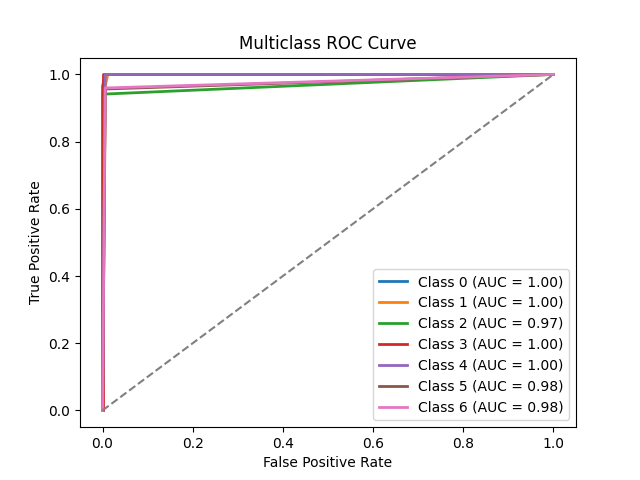 Multiclass ROC Curve
True Positive Rate
1.0
0.8
0.6
0.4
0.2
0.0
Class 0 (AUC = 1.00)
Class 1 (AUC = 1.00)
Class 2 (AUC = 0.97)
Class 3 (AUC = 1.00)
Class 4 (AUC = 1.00)
Class 5 (AUC = 0.98)
Class 6 (AUC = 0.98)
0.0 0.2 0.4 0.6 0.8 1.0
False Positive Rate